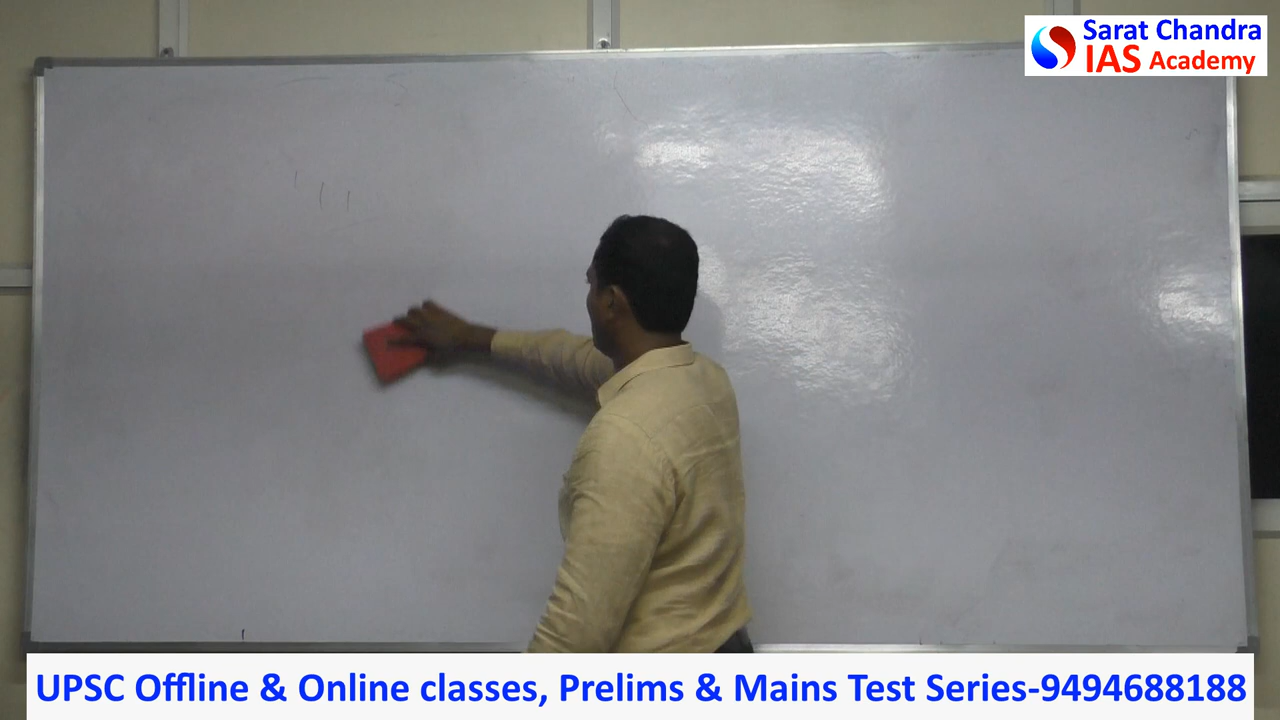 Sarat Chandra
IAS Academy
UPSC Offline & Online classes, Prelims & Mains Test Series-9494688188